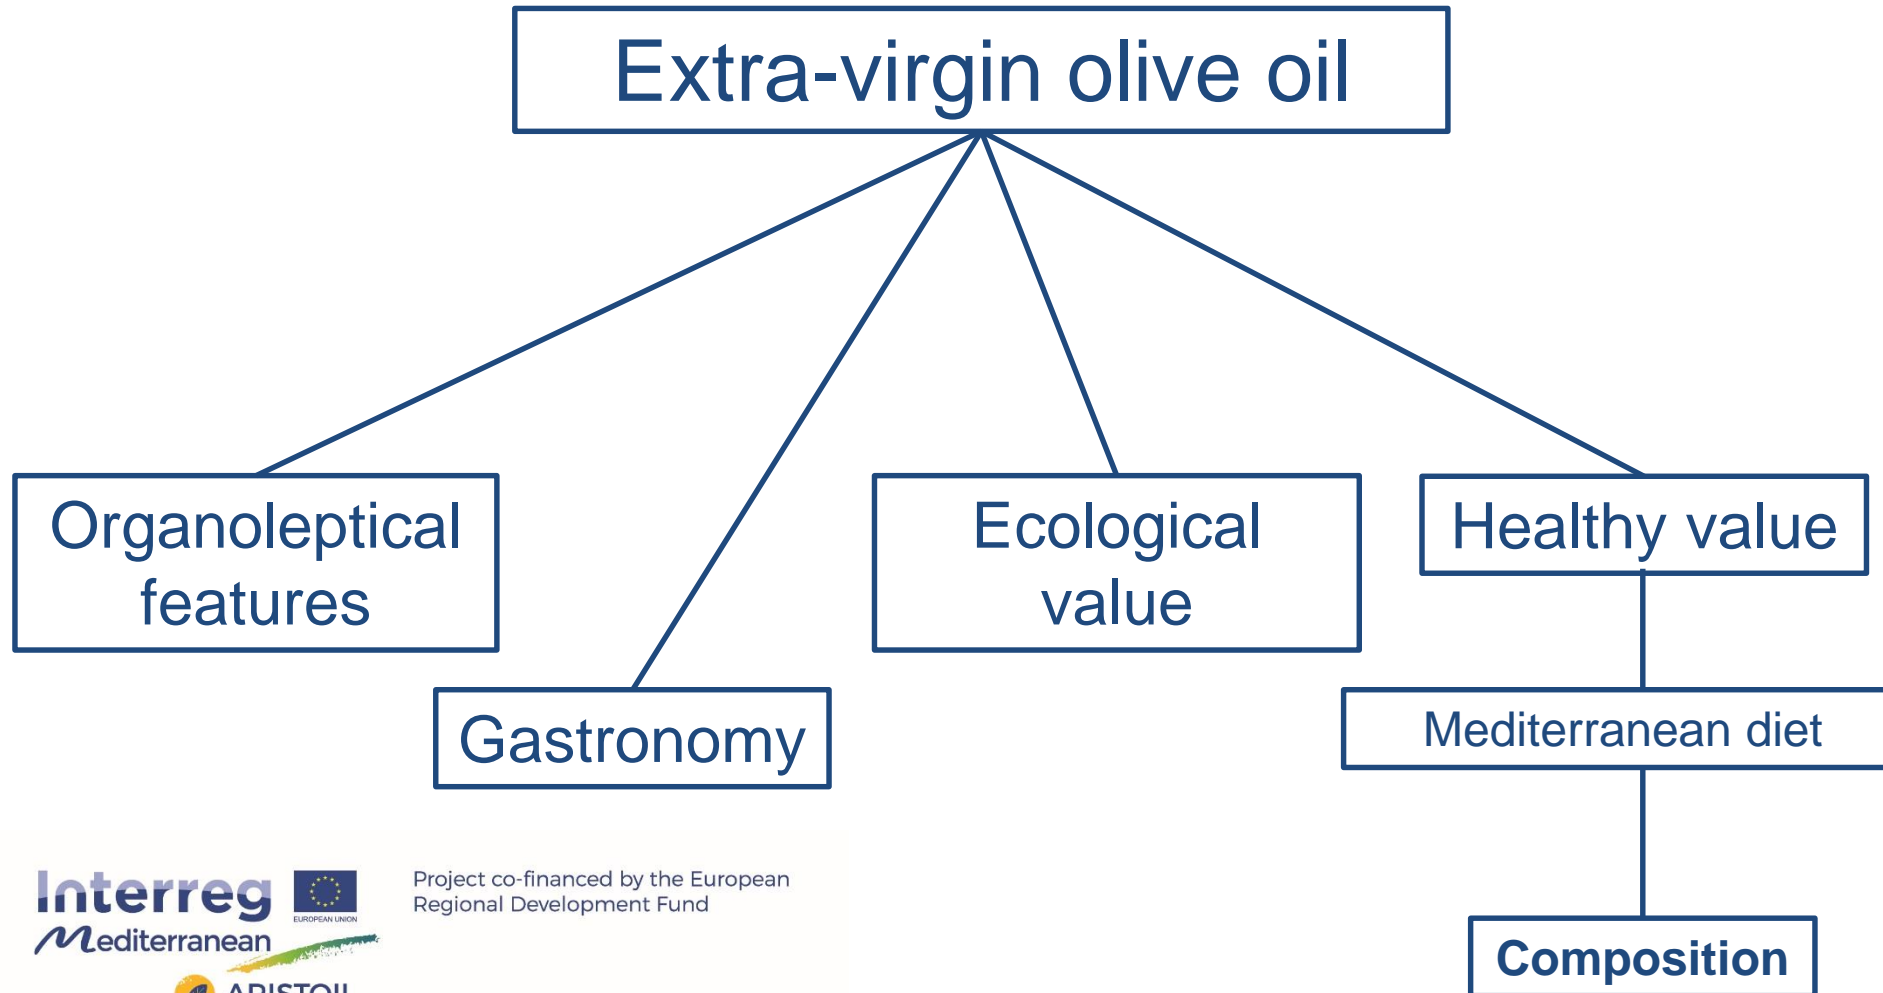 Extra-virgin olive oil
Organoleptical
features
Ecological
value
Healthy value
Gastronomy
Mediterranean diet
Composition
Interreg
Mediterranean
EUROPEAN UNION
Project co-financed by the European
Regional Development Fund
ARISTOIL